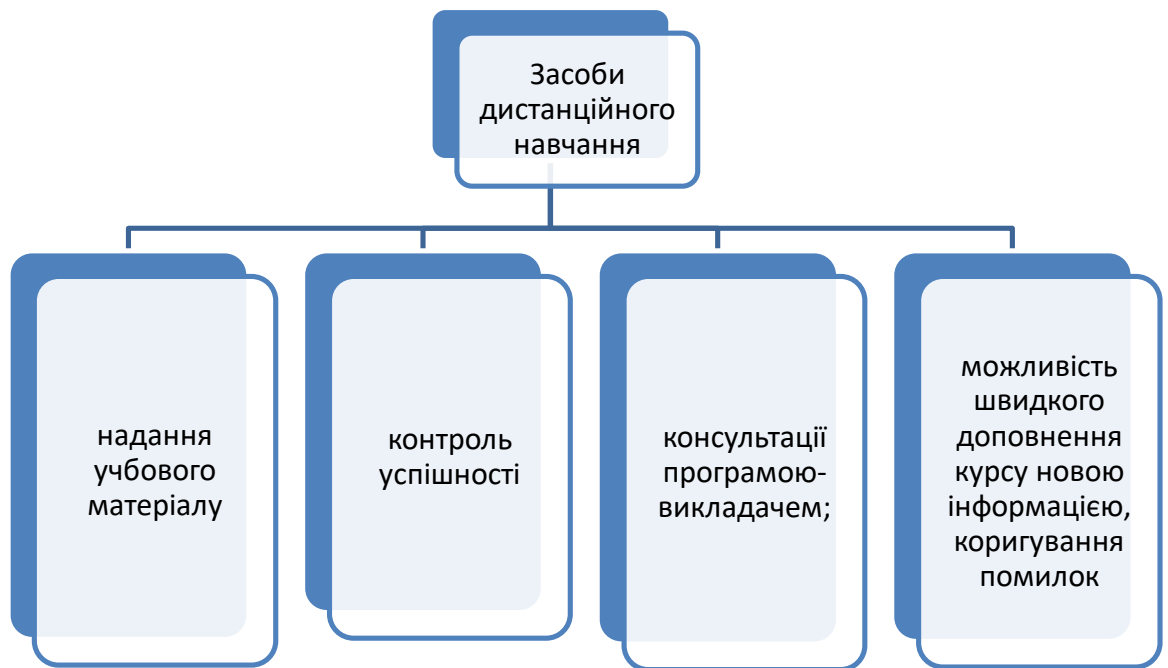 Засоби
дистанційного
навчання
надання
учбового
матеріалу
контроль
успішності
консультації
програмою-
викладачем;
можливість
швидкого
доповнення
курсу новою
інформацією,
коригування
помилок